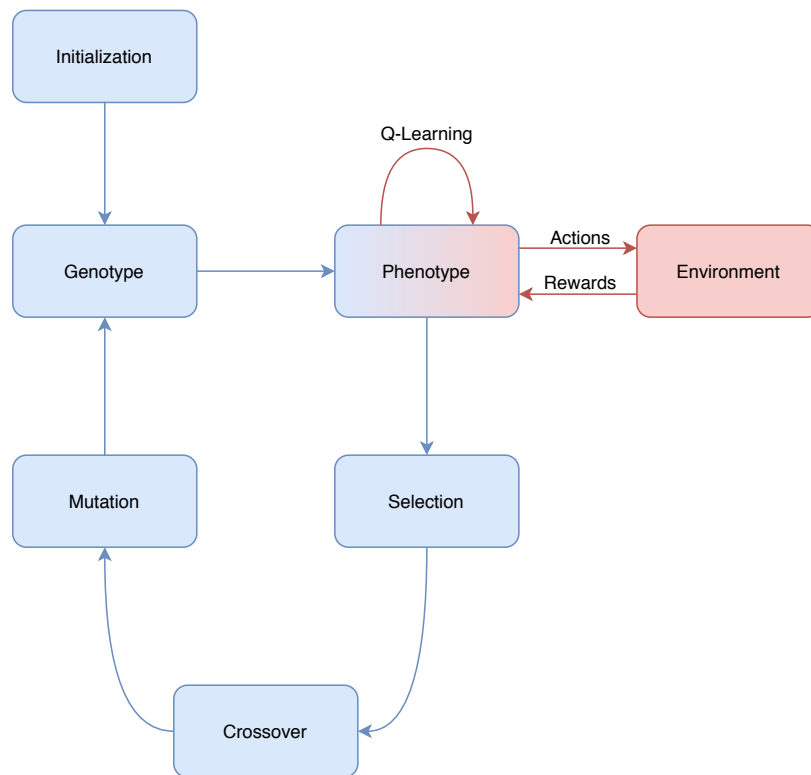 Initialization
Q-Learning
Genotype
Phenotype
Actions
Rewards
Environment
Mutation
Selection
Crossover